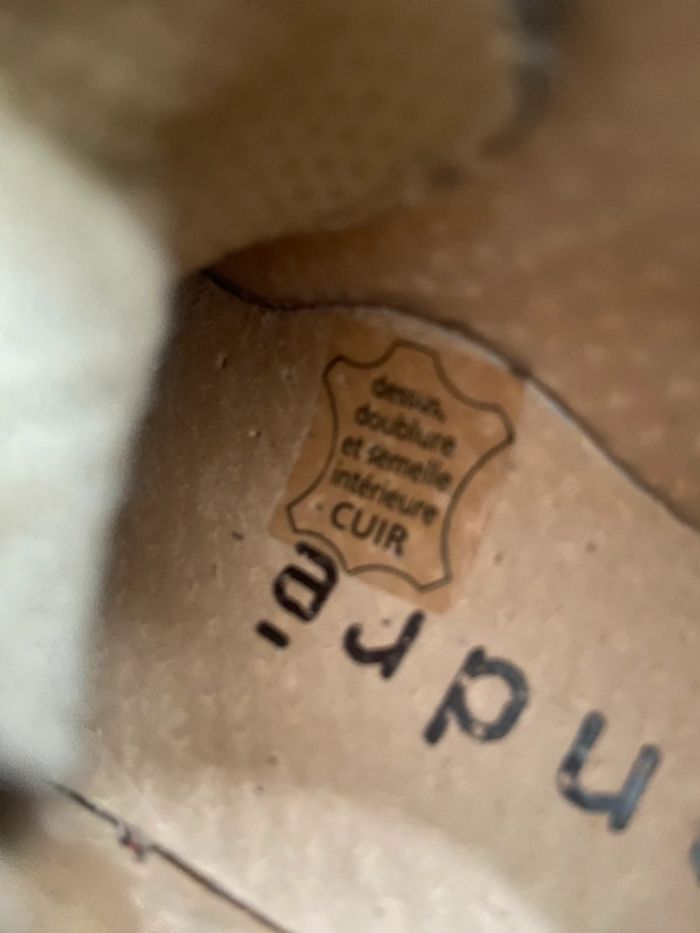 dessus,
doublure
et semelle
intérieure
CUIR